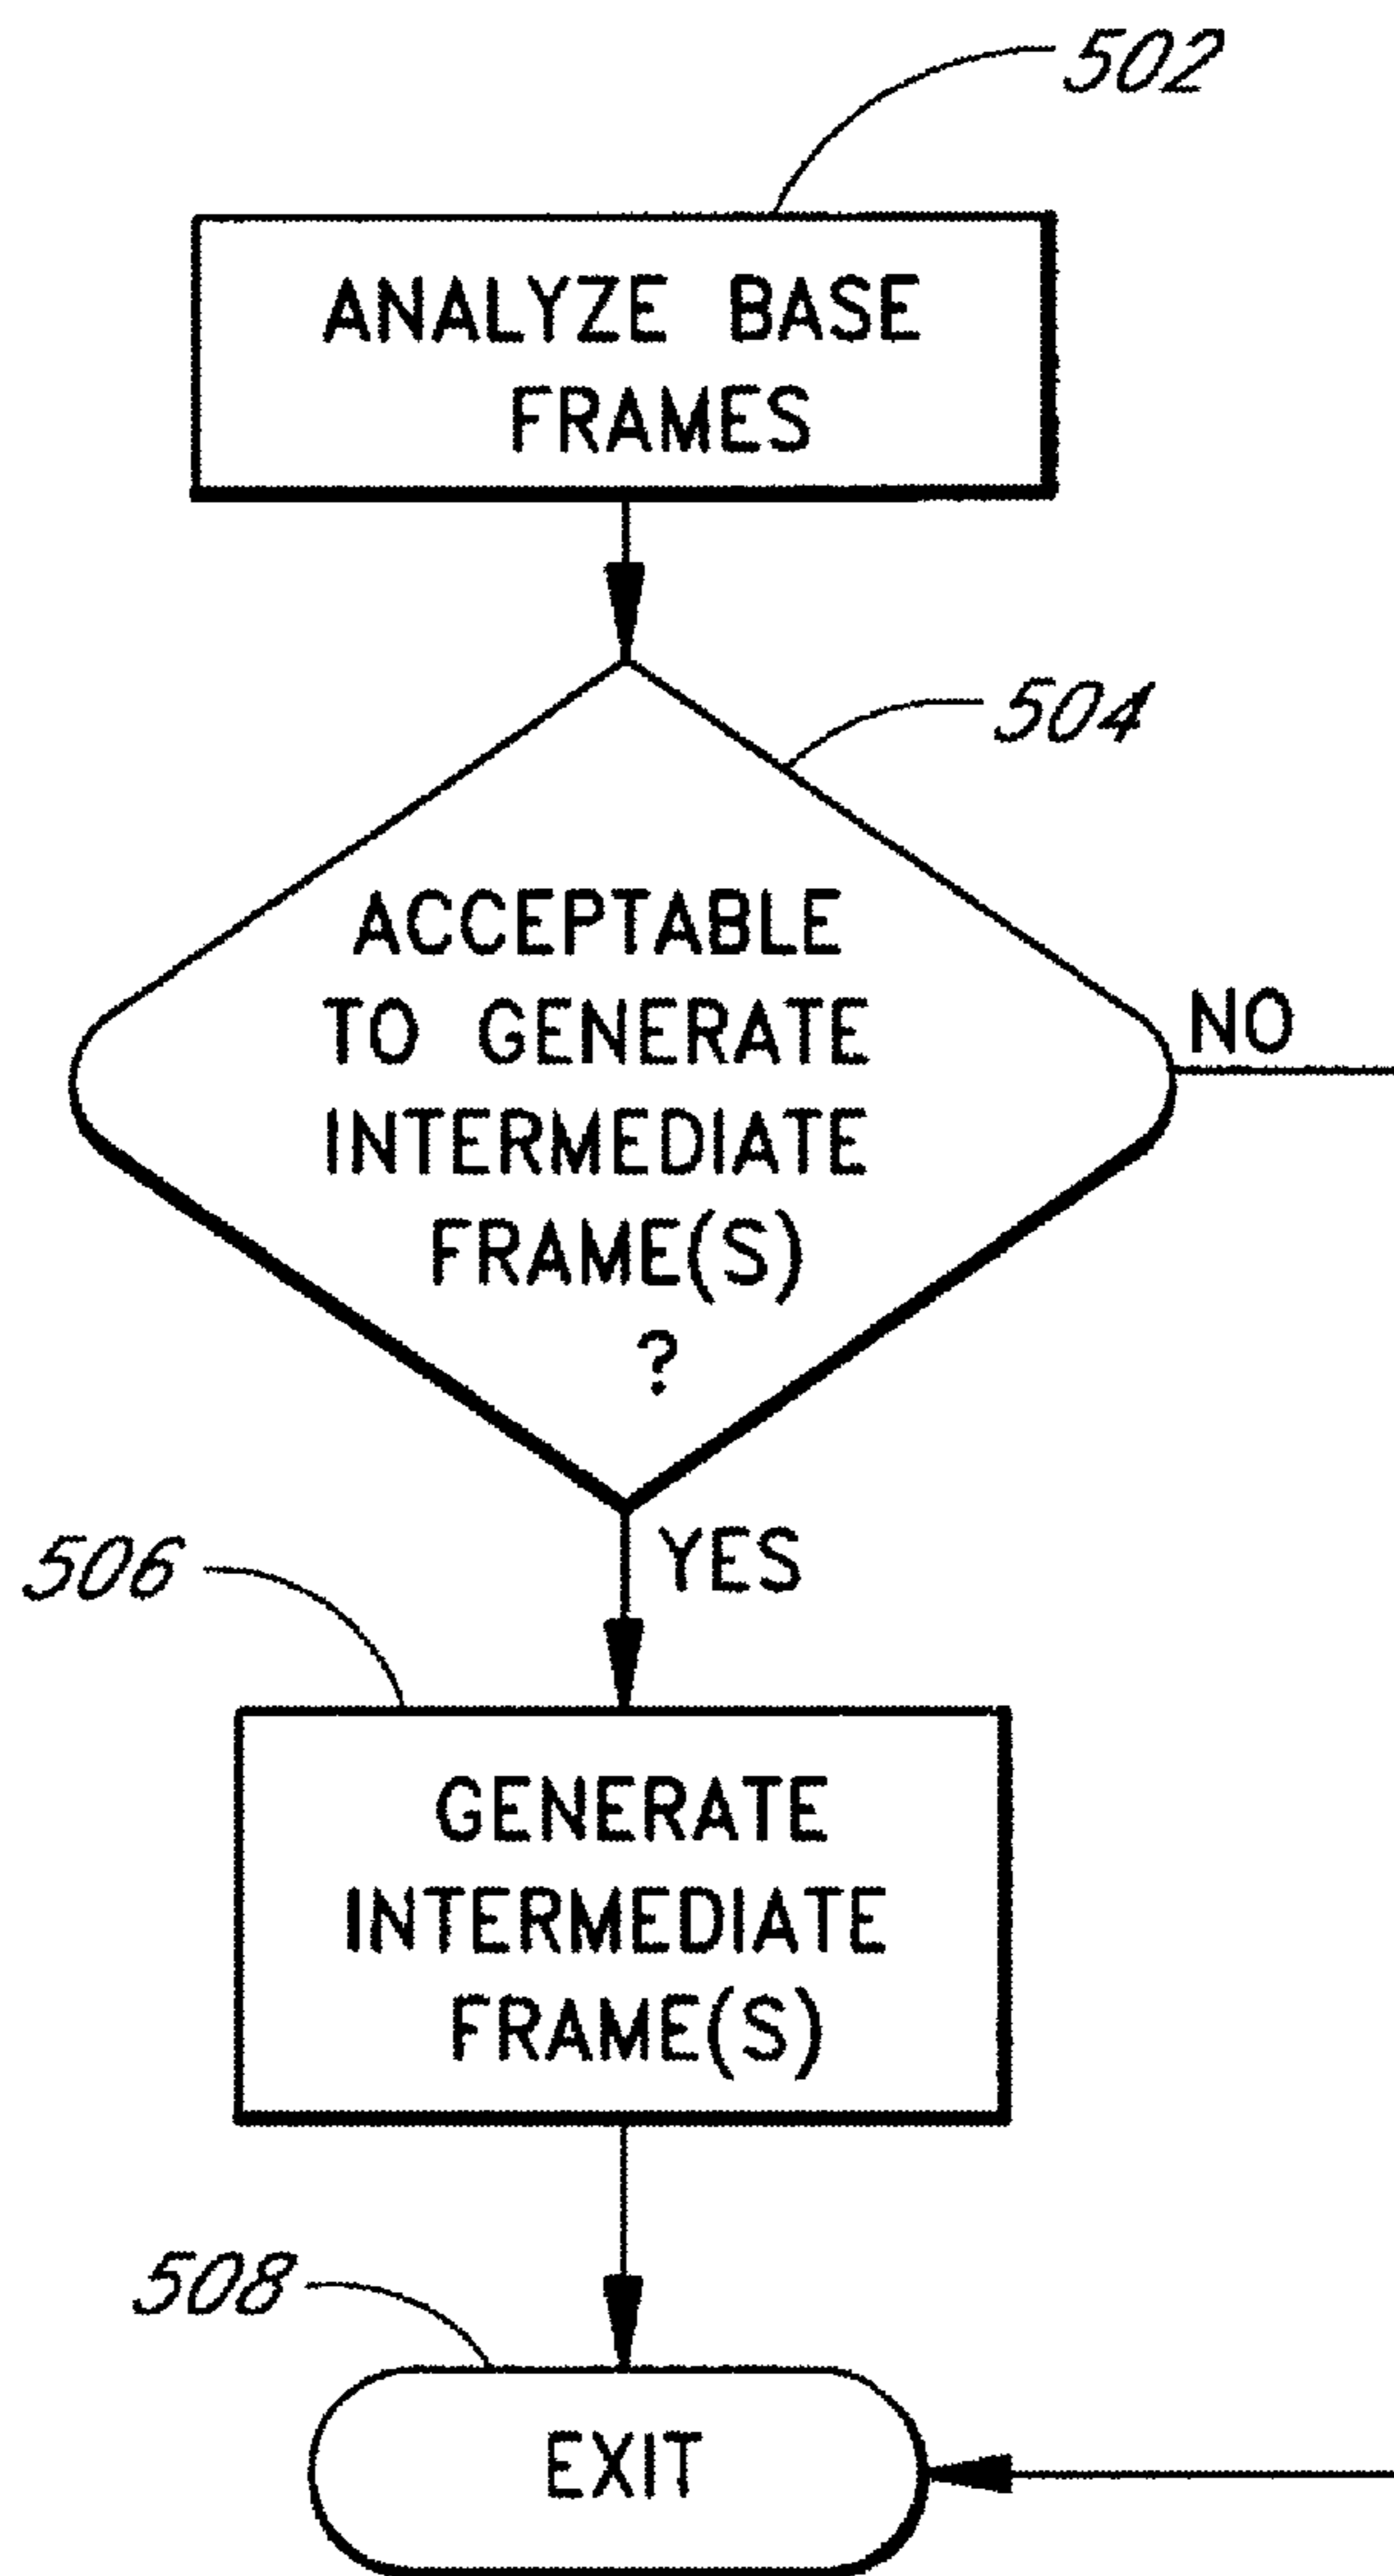 502
ANALYZE BASE
FRAMES
504
ACCEPTABLE
TO GENERATE
INTERMEDIATE
FRAME(S)
?
NO
YES
506
GENERATE
INTERMEDIATE
FRAME(S)
508
EXIT